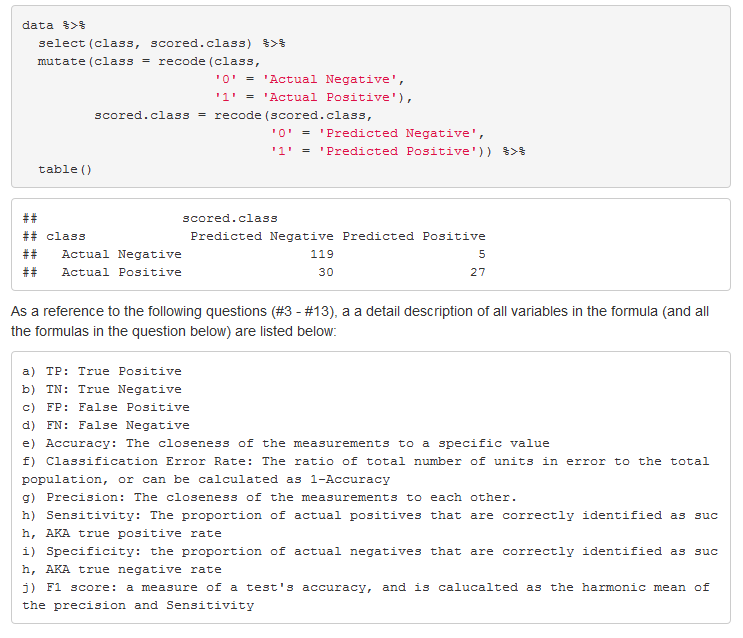 data %>%
select(class, scored.class) %>%
mutate(class = recode(class,
'0' = 'Actual Negative',
'1' = 'Actual Positive'),
scored.class = recode(scored.class,
'0' = 'Predicted Negative',
'1' = 'Predicted Positive')) %>%
table()
## scored.class
## class Predicted Negative Predicted Positive
## Actual Negative 119 5
## Actual Positive 30 27
As a reference to the following questions (#3 - #13), a a detail description of all variables in the formula (and all
the formulas in the question below) are listed below:
a) TP: True Positive
b) TN: True Negative
c) FP: False Positive
d) FN: False Negative
e) Accuracy: The closeness of the measurements to a specific value
f) Classification Error Rate: The ratio of total number of units in error to the total
population, or can be calculated as 1-Accuracy
g) Precision: The closeness of the measurements to each other.
h) Sensitivity: The proportion of actual positives that are correctly identified as suc
h, AKA true positive rate
i) Specificity: the proportion of actual negatives that are correctly identified as suc
h, AKA true negative rate
j) F1 score: a measure of a test's accuracy, and is calucalted as the harmonic mean of
the precision and Sensitivity